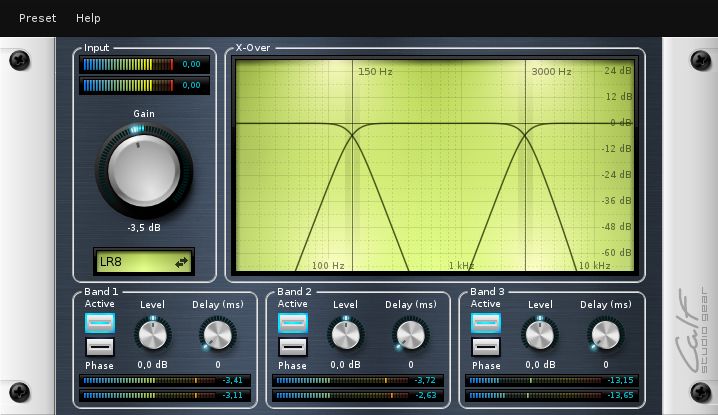 Preset Help
Input
0,00
0,00
Gain
-3,5 dB
LR8
X-Over
150 Hz 3000 Hz
24 dB
12 dB
0 dB
-12 dB
-24 dB
-36 dB
-48 dB
-60 dB
100 Hz 1 kHz 10 kHz
Band 1
Active Level Delay (ms)
Phase 0,0 dB 0
-3,41
-3,11
Band 2
Active Level Delay (ms)
Phase 0,0 dB 0
-3,72
-2,63
Band 3
Active Level Delay (ms)
Phase 0,0 dB 0
-13,15
-13,65
Calf
studio gear